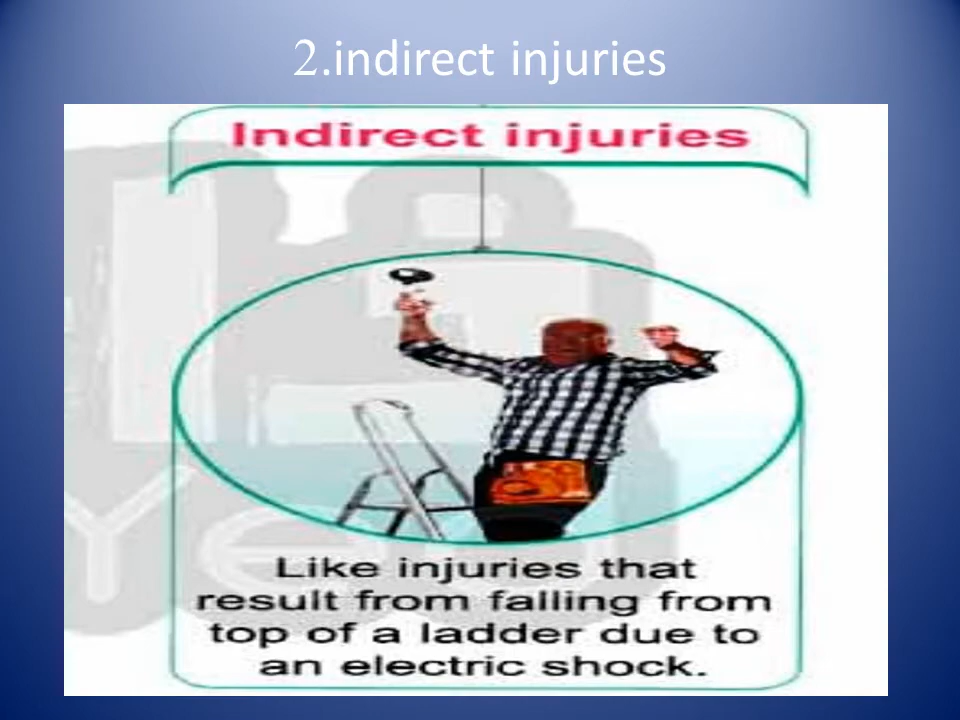 2.indirect injuries
Indirect injuries
Like injuries that
result from falling from
top of a ladder due to
an electric shock.